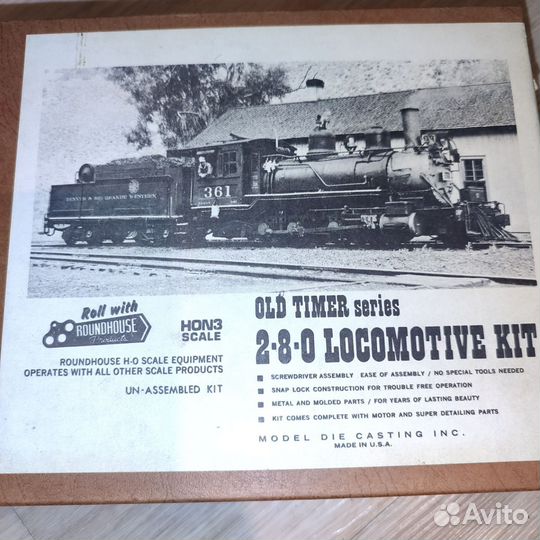 DENVER & RIO GRANDE WESTERN
361
Roll with
ROUNDHOUSE
Products
HON3
SCALE
ROUNDHOUSE H-O SCALE EQUIPMENT
OPERATES WITH ALL OTHER SCALE PRODUCTS
UN-ASSEMBLED KIT
OLD TIMER series
2-8-0 LOCOMOTIVE KIT
▪ SCREWDRIVER ASSEMBLY EASE OF ASSEMBLY / NO SPECIAL TOOLS NEEDED
▪ SNAP LOCK CONSTRUCTION FOR TROUBLE FREE OPERATION
▪ METAL AND MOLDED PARTS / FOR YEARS OF LASTING BEAUTY
▪ KIT COMES COMPLETE WITH MOTOR AND SUPER DETAILING PARTS
MODEL DIE CASTING INC.
MADE IN U.S.A.
Avito